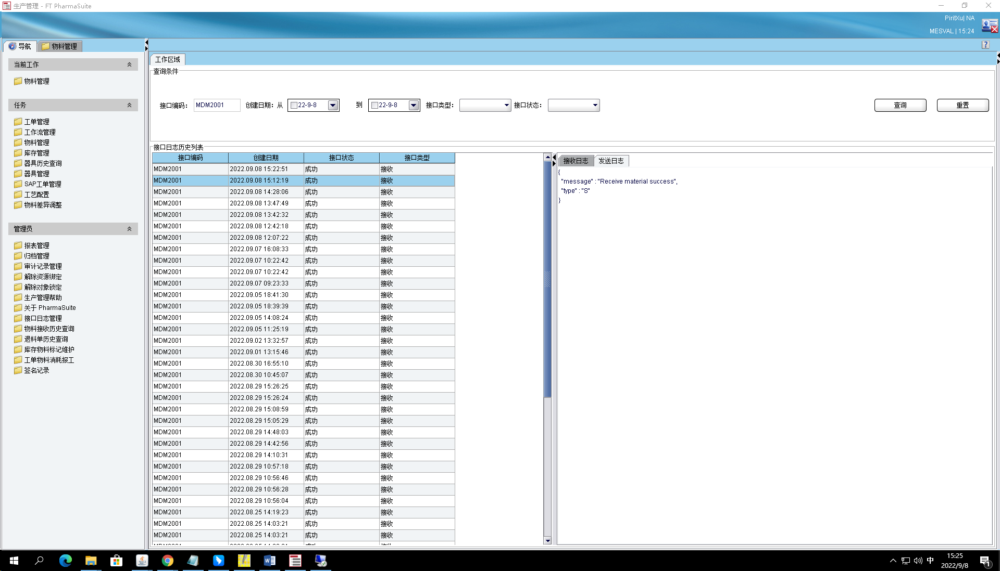 生产管理 - FT PharmaSuite
PiritXu| NA
MESVAL | 15:24
导航
物料管理
当前工作
物料管理
任务
工单管理
工作流管理
物料管理
库存管理
器具历史查询
器具管理
SAP工单管理
工艺配置
物料差异调整
管理员
报表管理
归档管理
审计记录管理
解除资源绑定
解除对象锁定
生产管理帮助
关于 PharmaSuite
接口日志管理
物料接收历史查询
退料单历史查询
库存物料标记维护
工单物料消耗报工
签名记录
工作区域
查询条件
接口编码: MDM2001 创建日期: 从 22-9-8 到 22-9-8 接口类型: 接口状态: 查询 重置
接口日志历史列表
接口编码 创建日期 接口状态 接口类型
MDM2001 2022.09.08 15:22:51 成功 接收
MDM2001 2022.09.08 15:12:19 成功 接收
MDM2001 2022.09.08 14:28:06 成功 接收
MDM2001 2022.09.08 13:47:49 成功 接收
MDM2001 2022.09.08 13:42:32 成功 接收
MDM2001 2022.09.08 12:42:18 成功 接收
MDM2001 2022.09.08 12:07:22 成功 接收
MDM2001 2022.09.07 16:08:33 成功 接收
MDM2001 2022.09.07 10:22:42 成功 接收
MDM2001 2022.09.07 10:22:42 成功 接收
MDM2001 2022.09.07 09:23:33 成功 接收
MDM2001 2022.09.05 18:41:30 成功 接收
MDM2001 2022.09.05 18:39:39 成功 接收
MDM2001 2022.09.05 14:08:24 成功 接收
MDM2001 2022.09.05 11:25:19 成功 接收
MDM2001 2022.09.02 13:32:57 成功 接收
MDM2001 2022.09.01 13:15:46 成功 接收
MDM2001 2022.08.30 16:55:10 成功 接收
MDM2001 2022.08.30 10:45:07 成功 接收
MDM2001 2022.08.29 15:26:25 成功 接收
MDM2001 2022.08.29 15:26:24 成功 接收
MDM2001 2022.08.29 15:08:59 成功 接收
MDM2001 2022.08.29 15:05:29 成功 接收
MDM2001 2022.08.29 14:48:03 成功 接收
MDM2001 2022.08.29 14:42:56 成功 接收
MDM2001 2022.08.29 14:10:31 成功 接收
MDM2001 2022.08.29 10:57:18 成功 接收
MDM2001 2022.08.29 10:56:46 成功 接收
MDM2001 2022.08.29 10:56:28 成功 接收
MDM2001 2022.08.29 10:56:04 成功 接收
MDM2001 2022.08.25 14:19:23 成功 接收
MDM2001 2022.08.25 14:03:21 成功 接收
MDM2001 2022.08.25 14:03:21 成功 接收
接收日志 发送日志
{
"message" : "Receive material success",
"type" : "S"
}
中
15:25
2022/9/8
1